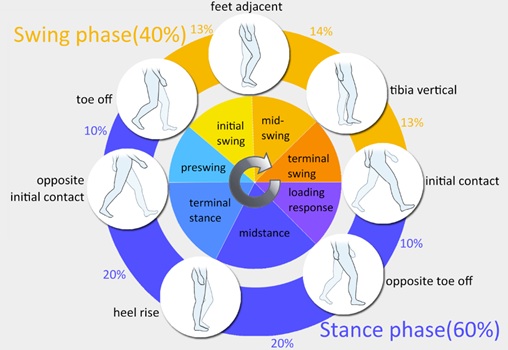 feet adjacent
Swing phase(40%)
13%
14%
toe off
tibia vertical
initial
swing
mid-
swing
10%
13%
preswing
terminal
swing
opposite
initial contact
initial contact
terminal
stance
loading
response
midstance
10%
20%
opposite toe off
heel rise
Stance phase(60%)
20%